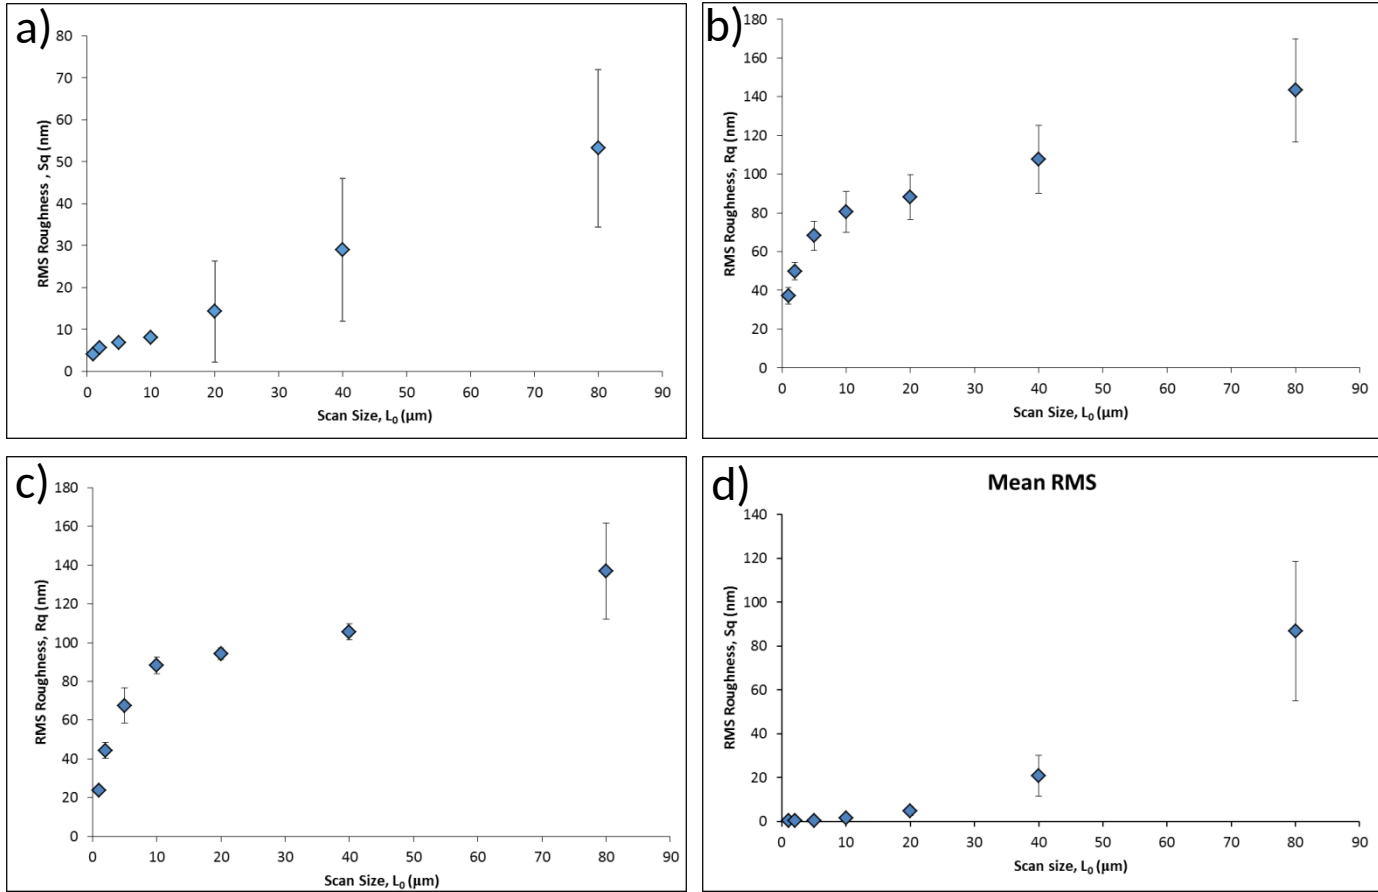 a)
80
70
60
50
40
30
20
10
0
RMS Roughness , Sq (nm)
0 10 20 30 40 50 60 70 80 90
Scan Size, L₀ (µm)
b)
180
160
140
120
100
80
60
40
20
0
RMS Roughness, Rq (nm)
0 10 20 30 40 50 60 70 80 90
Scan Size, L₀ (µm)
c)
180
160
140
120
100
80
60
40
20
0
RMS Roughness, Rq (nm)
0 10 20 30 40 50 60 70 80 90
Scan Size, L₀ (µm)
d)
Mean RMS
140
120
100
80
60
40
20
0
RMS Roughness, Sq (nm)
0 10 20 30 40 50 60 70 80 90
Scan size, L₀ (µm)